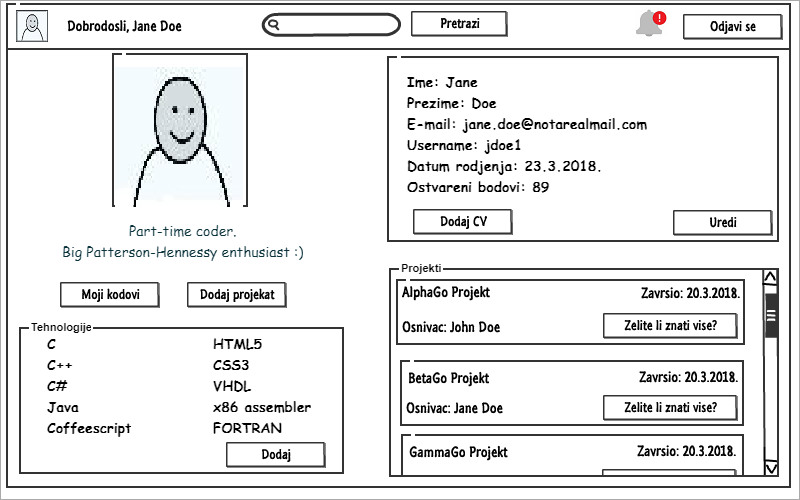 Dobrodosli, Jane Doe
Pretrazi
!
Odjavi se
Part-time coder.
Big Patterson-Hennessy enthusiast :)
Moji kodovi
Dodaj projekat
Tehnologije
C
HTML5
C++
CSS3
C#
VHDL
Java
x86 assembler
Coffeescript
FORTRAN
Dodaj
Ime: Jane
Prezime: Doe
E-mail: jane.doe@notarealmail.com
Username: jdoe1
Datum rodjenja: 23.3.2018.
Ostvareni bodovi: 89
Dodaj CV
Uredi
Projekti
AlphaGo Projekt
Zavrsio: 20.3.2018.
Osnivac: John Doe
Zelite li znati vise?
BetaGo Projekt
Zavrsio: 20.3.2018.
Osnivac: Jane Doe
Zelite li znati vise?
GammaGo Projekt
Zavrsio: 20.3.2018.